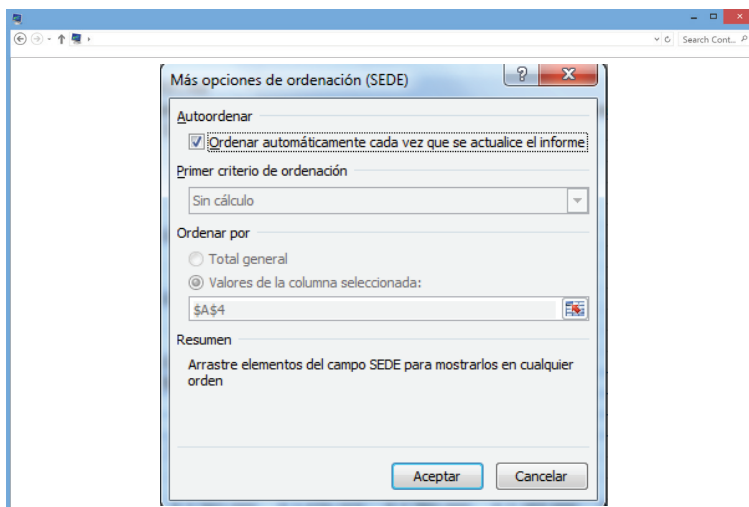 Search Cont...
Más opciones de ordenación (SEDE)
Autoordenar
Ordenar automáticamente cada vez que se actualice el informe
Primer criterio de ordenación
Sin cálculo
Ordenar por
Total general
Valores de la columna seleccionada:
$A$4
Resumen
Arrastre elementos del campo SEDE para mostrarlos en cualquier
orden
Aceptar
Cancelar